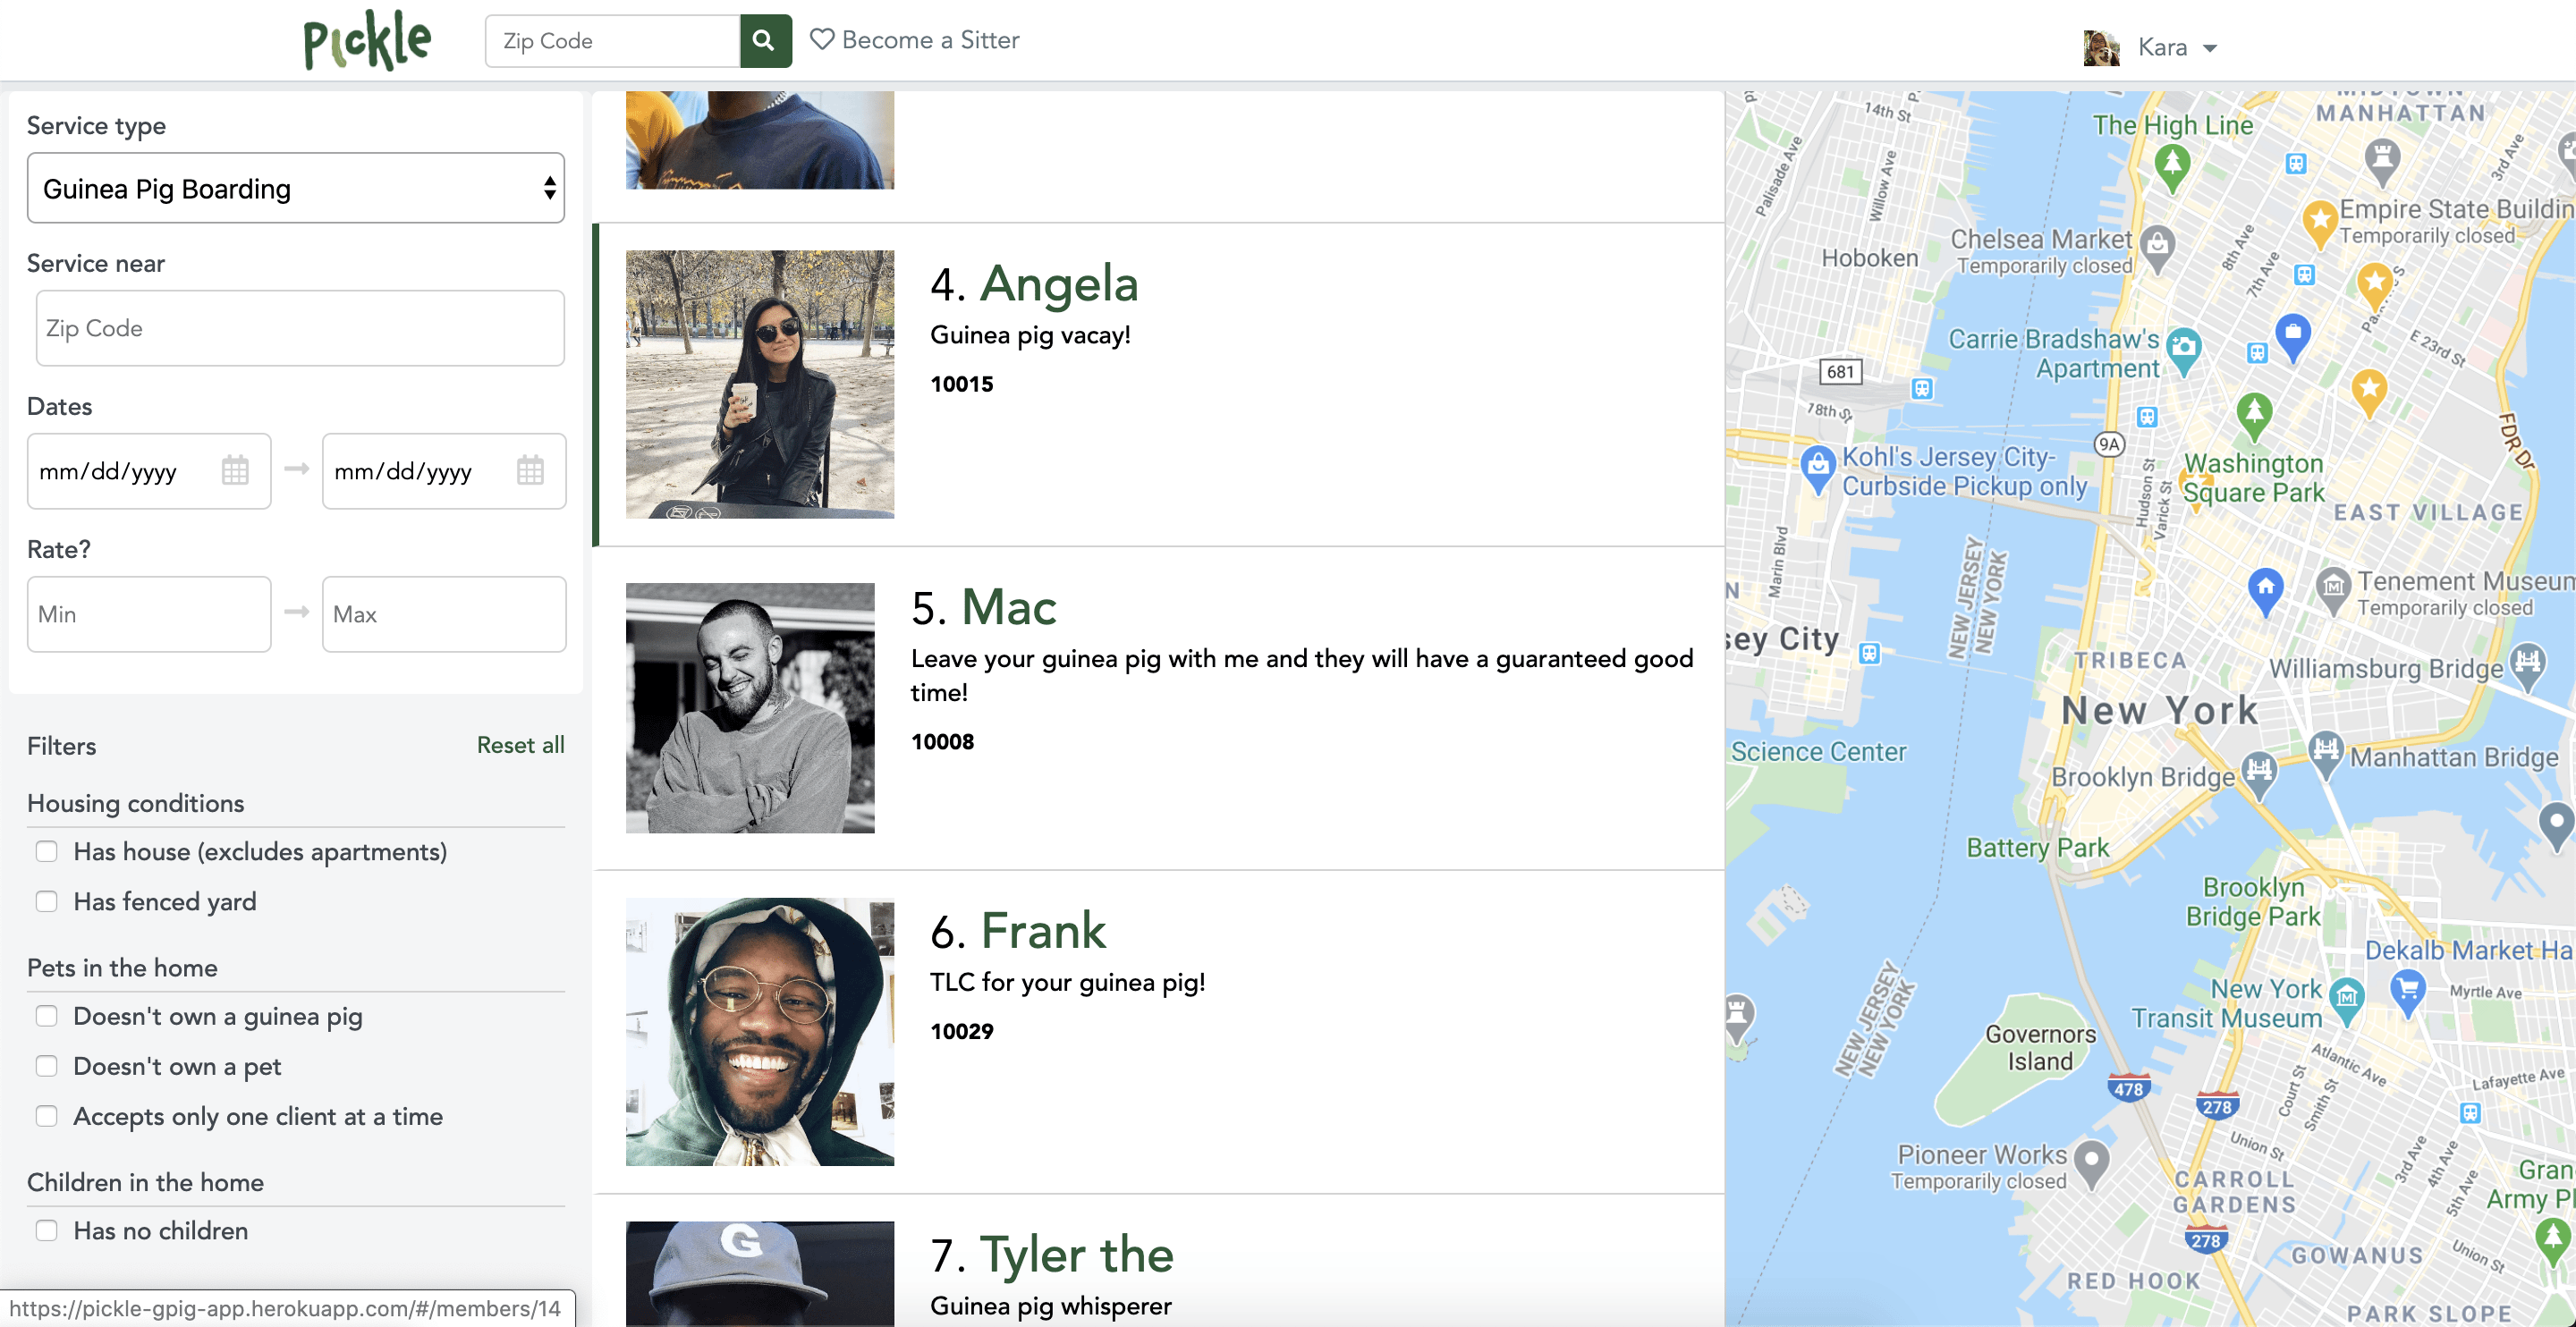 Pickle
Zip Code
Become a Sitter
Kara
Service type
Guinea Pig Boarding
Service near
Zip Code
Dates
mm/dd/yyyy
mm/dd/yyyy
Rate?
Min
Max
Filters
Reset all
Housing conditions
Has house (excludes apartments)
Has fenced yard
Pets in the home
Doesn't own a guinea pig
Doesn't own a pet
Accepts only one client at a time
Children in the home
Has no children
https://pickle-gpig-app.herokuapp.com/#/members/14
4. Angela
Guinea pig vacay!
10015
5. Mac
Leave your guinea pig with me and they will have a guaranteed good
time!
10008
6. Frank
TLC for your guinea pig!
10029
G
7. Tyler the
Guinea pig whisperer
MIDTOWN
MANHATTAN
14th St
The High Line
Palisade Ave
Willow Ave
3rd Ave
Empire State Buildin
Temporarily closed
Chelsea Market
Temporarily closed
8th Ave
7th Ave
Hoboken
Carrie Bradshaw's
Apartment
E 23rd St
681
18th St
9A
FDR Dr
Kohl's Jersey City-
Curbside Pickup only
Washington
Square Park
Hudson St
Varick St
EAST VILLAGE
Marin Blvd
NEW JERSEY
NEW YORK
Tenement Museum
Temporarily closed
sey City
TRIBECA
Williamsburg Bridge
New York
Science Center
Brooklyn Bridge
Manhattan Bridge
Battery Park
Brooklyn
Bridge Park
Dekalb Market Ha
NEW JERSEY
NEW YORK
New York
Transit Museum
Myrtle Ave
Governors
Island
Atlantic Ave
Lafayette Ave
Court St
Smith St
478
278
Union St
Pioneer Works
Temporarily closed
CARROLL
GARDENS
3rd Ave
4th Ave
5th Ave
Gran
Army Pl
278
GOWANUS
Union St
RED HOOK
PARK SLOPE